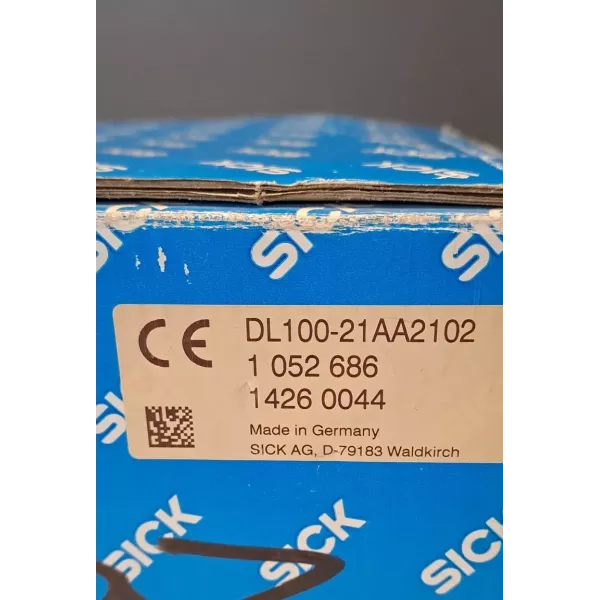 SICK
SICK
SICK
SICK
CE
DL100-21AA2102
1 052 686
1426 0044
Made in Germany
SICK AG, D-79183 Waldkirch
SICK
SICK